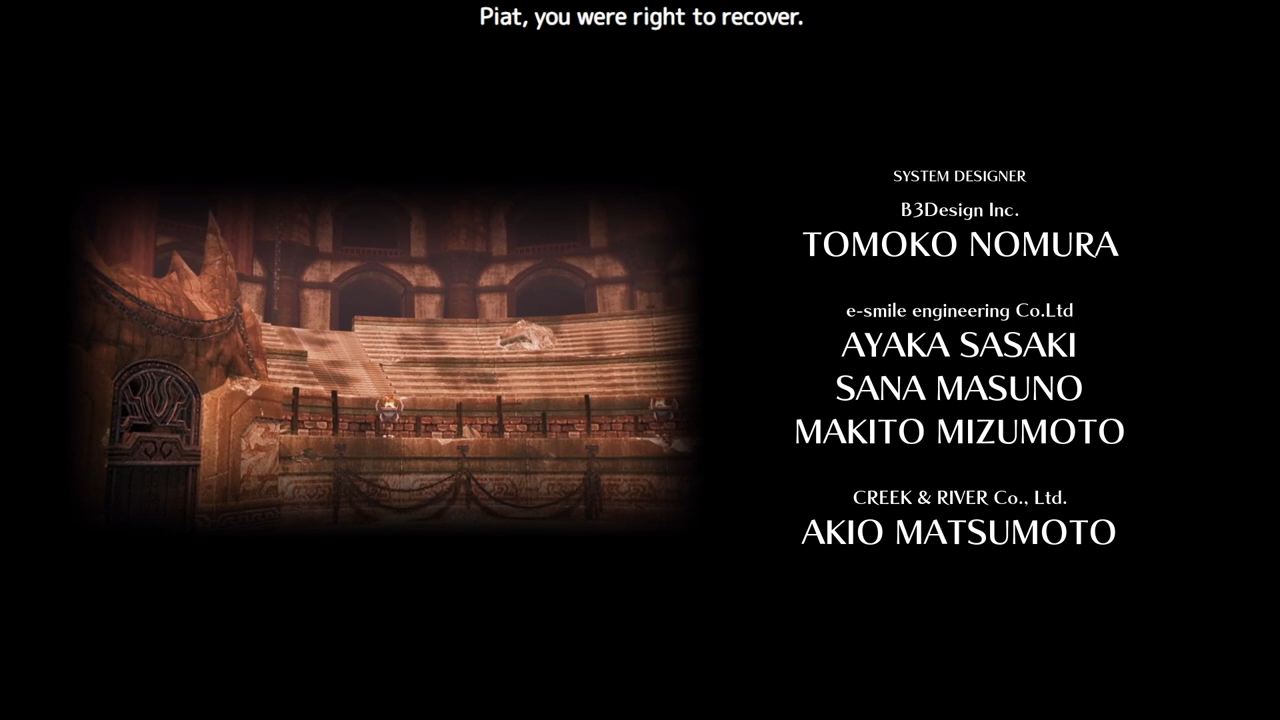 Piat, you were right to recover.
SYSTEM DESIGNER
B3Design Inc.
TOMOKO NOMURA
e-smile engineering Co.Ltd
AYAKA SASAKI
SANA MASUNO
MAKITO MIZUMOTO
CREEK & RIVER Co., Ltd.
AKIO MATSUMOTO